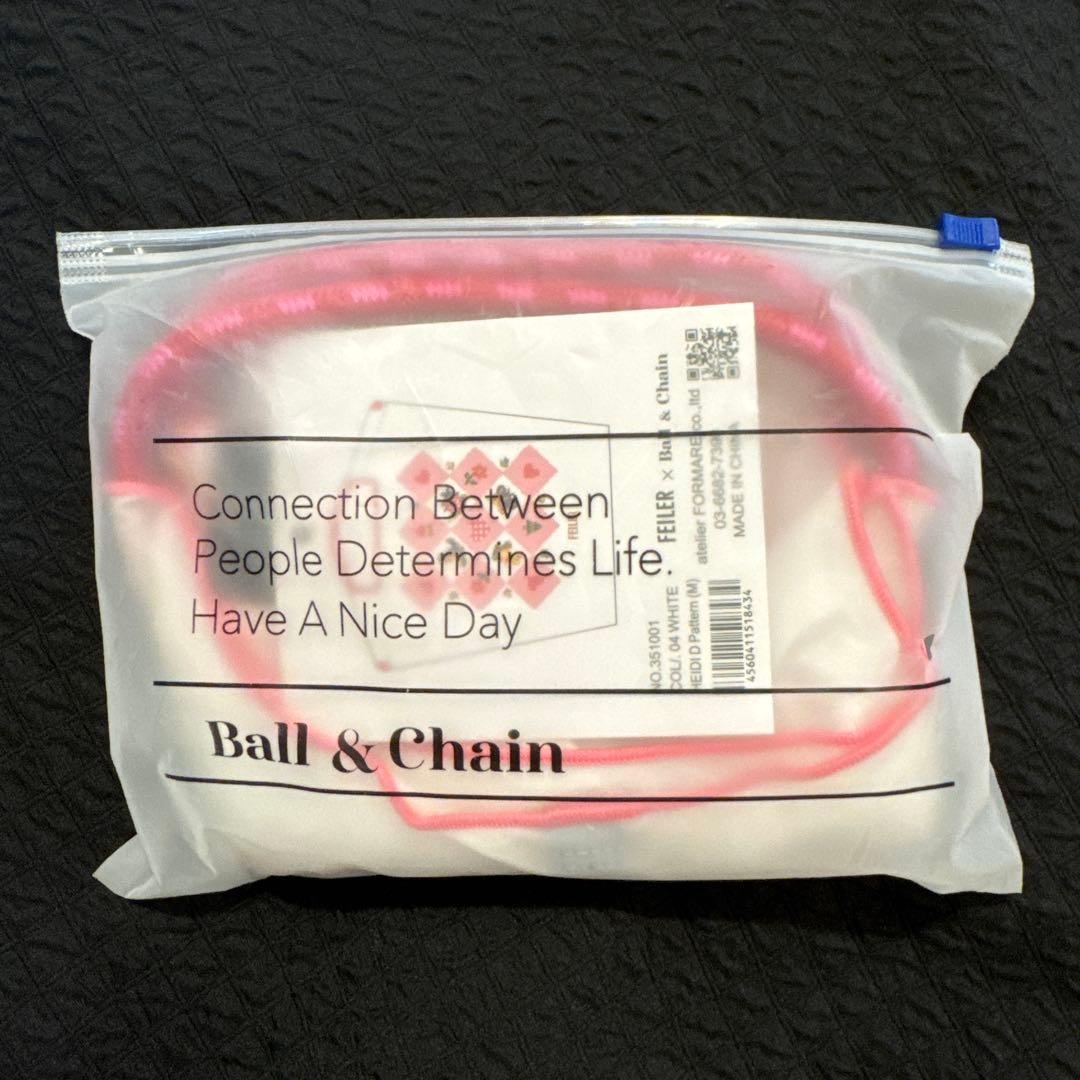 Connection Between
People Determines Life.
Have A Nice Day
Ball & Chain
FEILER × Ball & Chain
atelier FORMARE co.,ltd
MADE IN CHINA
NO.351001
COL/. 04 WHITE
HEIDI D Pattern (M)
4560411518434
FEILER